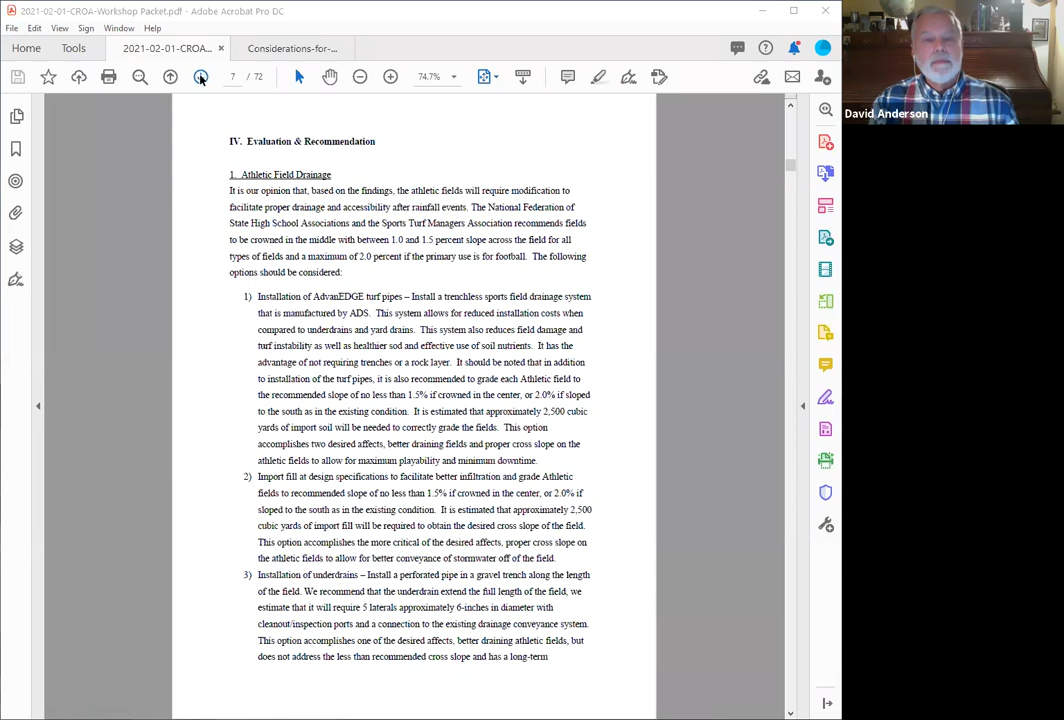 2021-02-01-CROA-Workshop Packet.pdf - Adobe Acrobat Pro DC
File Edit View Sign Window Help
Home Tools 2021-02-01-CROA... × Considerations-for-...
7 / 72 74.7%
David Anderson
IV. Evaluation & Recommendation
1. Athletic Field Drainage
It is our opinion that, based on the findings, the athletic fields will require modification to
facilitate proper drainage and accessibility after rainfall events. The National Federation of
State High School Associations and the Sports Turf Managers Association recommends fields
to be crowned in the middle with between 1.0 and 1.5 percent slope across the field for all
types of fields and a maximum of 2.0 percent if the primary use is for football. The following
options should be considered:
1) Installation of AdvanEDGE turf pipes – Install a trenchless sports field drainage system
that is manufactured by ADS. This system allows for reduced installation costs when
compared to underdrains and yard drains. This system also reduces field damage and
turf instability as well as healthier sod and effective use of soil nutrients. It has the
advantage of not requiring trenches or a rock layer. It should be noted that in addition
to installation of the turf pipes, it is also recommended to grade each Athletic field to
the recommended slope of no less than 1.5% if crowned in the center, or 2.0% if sloped
to the south as in the existing condition. It is estimated that approximately 2,500 cubic
yards of import soil will be needed to correctly grade the fields. This option
accomplishes two desired affects, better draining fields and proper cross slope on the
athletic fields to allow for maximum playability and minimum downtime.
2) Import fill at design specifications to facilitate better infiltration and grade Athletic
fields to recommended slope of no less than 1.5% if crowned in the center, or 2.0% if
sloped to the south as in the existing condition. It is estimated that approximately 2,500
cubic yards of import fill will be required to obtain the desired cross slope of the field.
This option accomplishes the more critical of the desired affects, proper cross slope on
the athletic fields to allow for better conveyance of stormwater off of the field.
3) Installation of underdrains – Install a perforated pipe in a gravel trench along the length
of the field. We recommend that the underdrain extend the full length of the field, we
estimate that it will require 5 laterals approximately 6-inches in diameter with
cleanout/inspection ports and a connection to the existing drainage conveyance system.
This option accomplishes one of the desired affects, better draining athletic fields, but
does not address the less than recommended cross slope and has a long-term